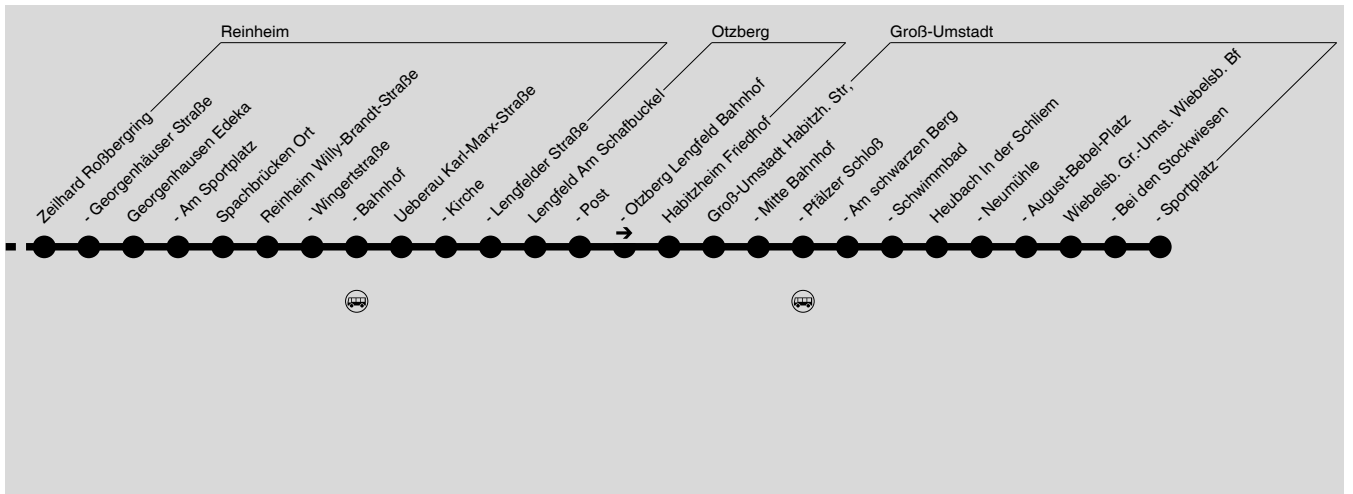 Reinheim
Otzberg
Groß-Umstadt
Zeilhard Roßbergring
- Georgenhäuser Straße
Georgenhausen Edeka
- Am Sportplatz
Spachbrücken Ort
Reinheim Willy-Brandt-Straße
- Wingertstraße
- Bahnhof
Ueberau Karl-Marx-Straße
- Kirche
- Lengfelder Straße
Lengfeld Am Schafbuckel
- Post
- Otzberg Lengfeld Bahnhof
Habitzheim Friedhof
Groß-Umstadt Habitzh. Str,
- Mitte Bahnhof
- Pfälzer Schloß
- Am schwarzen Berg
- Schwimmbad
Heubach In der Schliem
- Neumühle
- August-Bebel-Platz
Wiebelsb. Gr.-Umst. Wiebelsb. Bf
- Bei den Stockwiesen
- Sportplatz